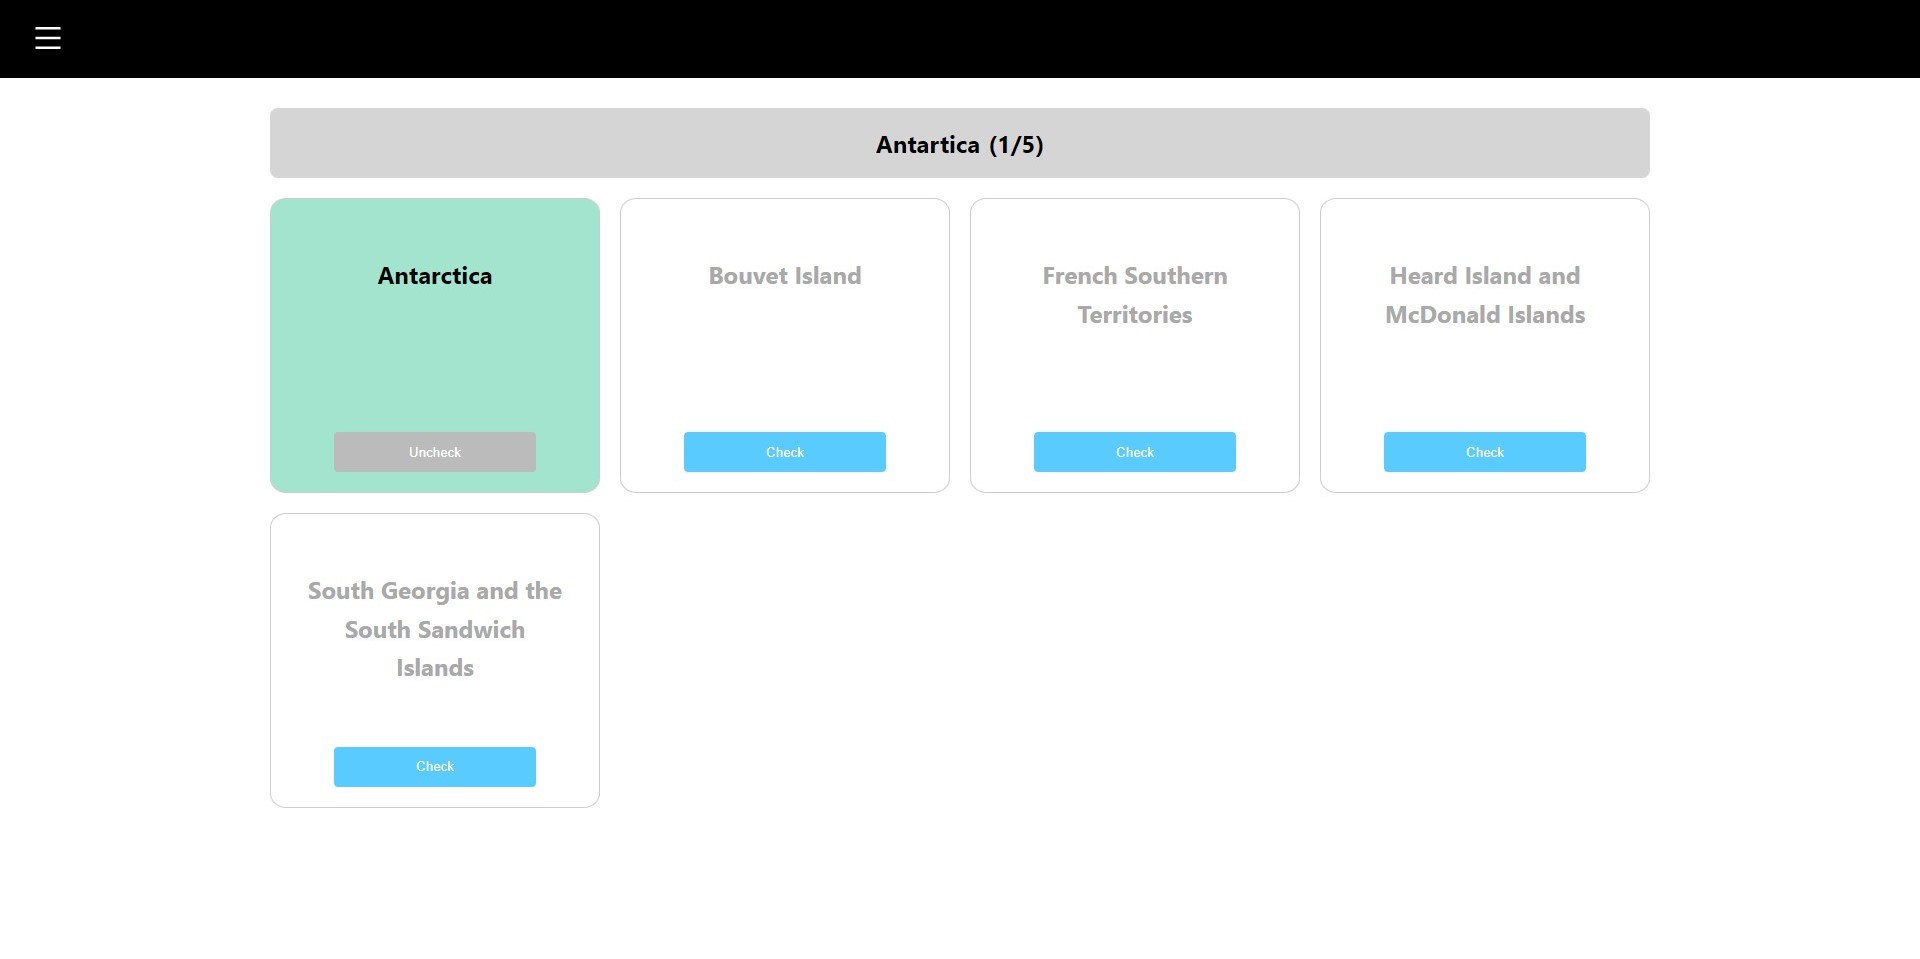 Antartica (1/5)
Antarctica
Uncheck
Bouvet Island
Check
French Southern
Territories
Check
Heard Island and
McDonald Islands
Check
South Georgia and the
South Sandwich
Islands
Check